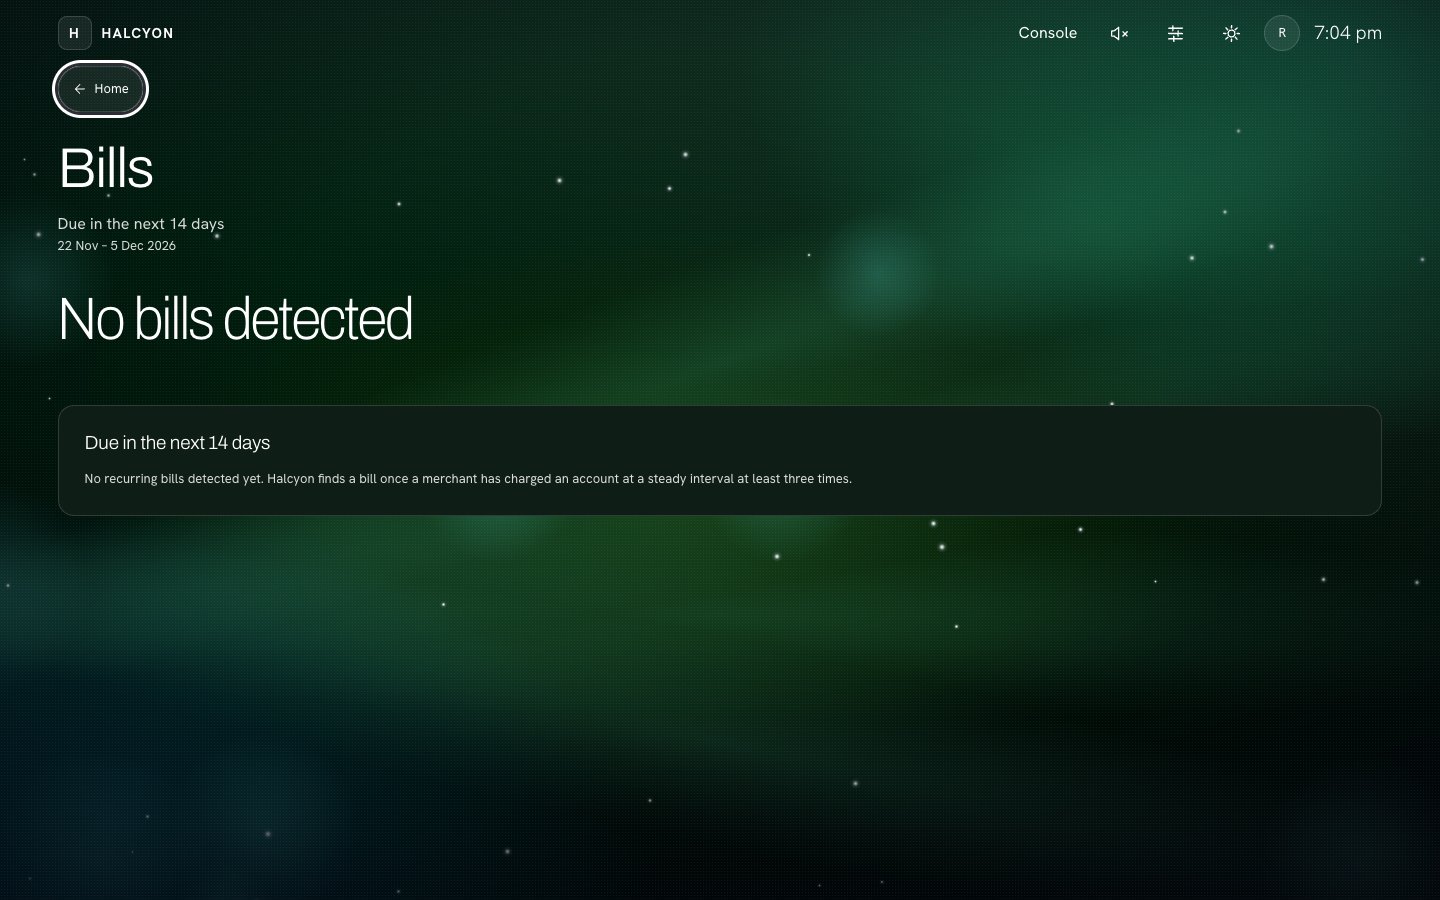 H HALCYON Console R 7:04 pm
Home
Bills
Due in the next 14 days
22 Nov – 5 Dec 2026
No bills detected
Due in the next 14 days
No recurring bills detected yet. Halcyon finds a bill once a merchant has charged an account at a steady interval at least three times.